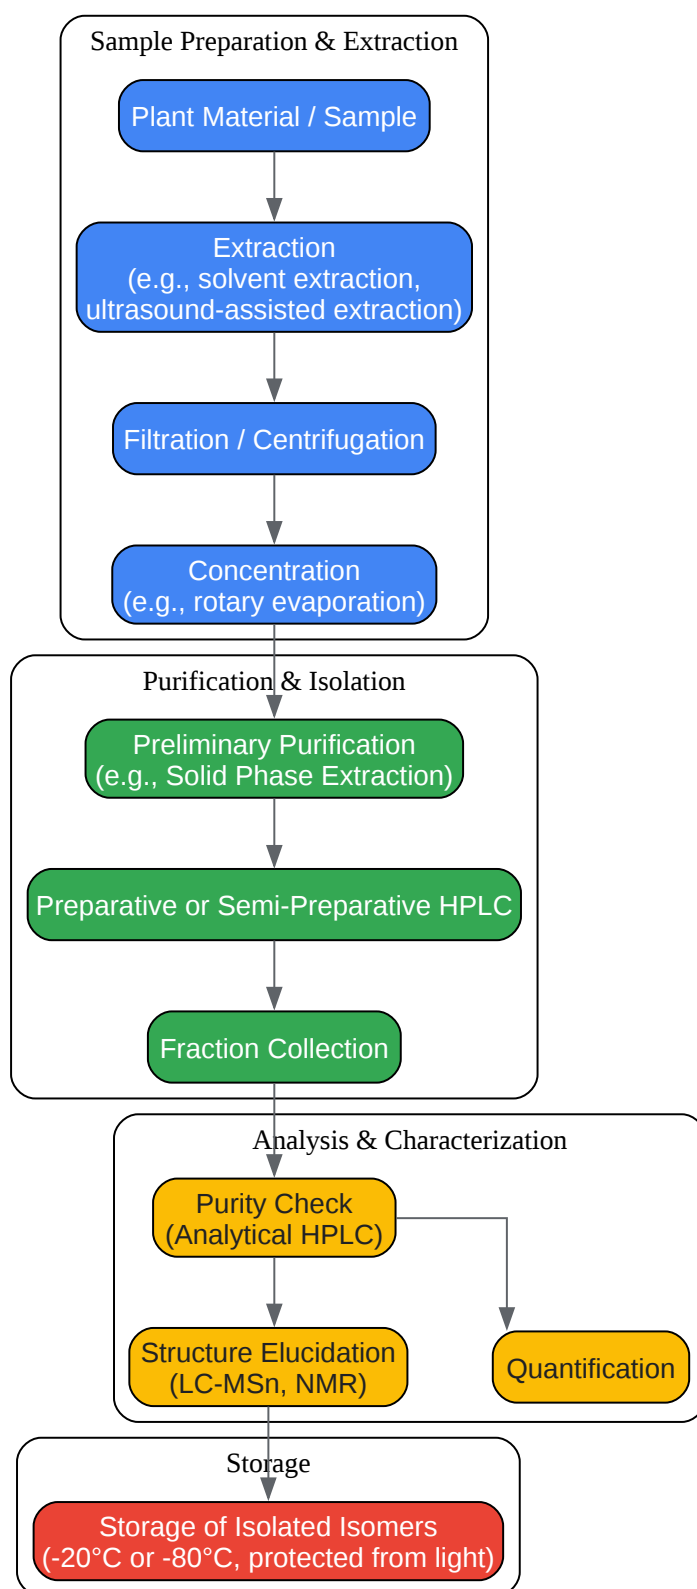 Sample Preparation & Extraction
Plant Material / Sample
Extraction
(e.g., solvent extraction,
ultrasound-assisted extraction)
Filtration / Centrifugation
Concentration
(e.g., rotary evaporation)
Purification & Isolation
Preliminary Purification
(e.g., Solid Phase Extraction)
Preparative or Semi-Preparative HPLC
Fraction Collection
Analysis & Characterization
Purity Check
(Analytical HPLC)
Structure Elucidation
(LC-MSn, NMR)
Quantification
Storage
Storage of Isolated Isomers
(-20°C or -80°C, protected from light)